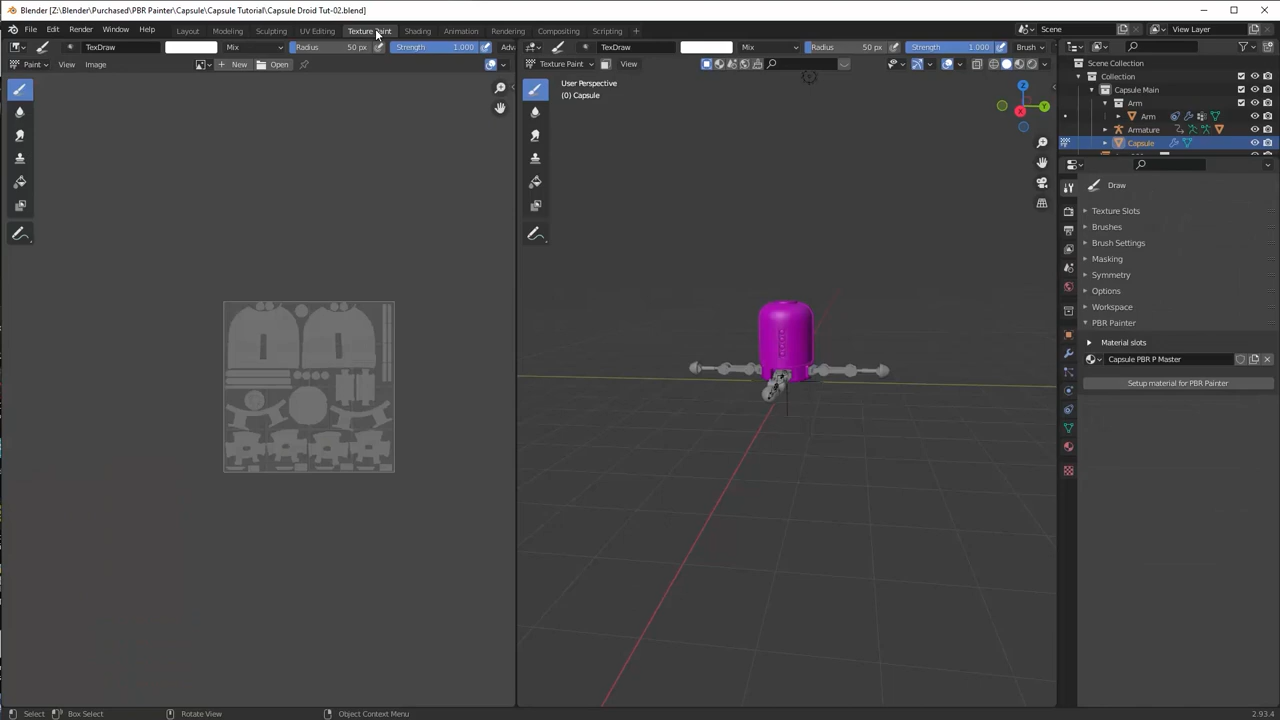 Blender [Z:\Blender\Purchased\PBR Painter\Capsule\Capsule Tutorial\Capsule Droid Tut-02.blend]
File Edit Render Window Help Layout Modeling Sculpting UV Editing Texture Paint Shading Animation Rendering Compositing Scripting + Scene View Layer
TexDraw Mix Radius 50 px Strength 1.000 Adv
TexDraw Mix Radius 50 px Strength 1.000 Brush
Paint View Image + New Open
Texture Paint View
User Perspective
(0) Capsule
Scene Collection
Collection
Capsule Main
Arm
Arm
Armature
Capsule
Draw
Texture Slots
Brushes
Brush Settings
Masking
Symmetry
Options
Workspace
PBR Painter
Material slots
Capsule PBR P Master
Setup material for PBR Painter
Select Box Select Rotate View Object Context Menu 2.93.4